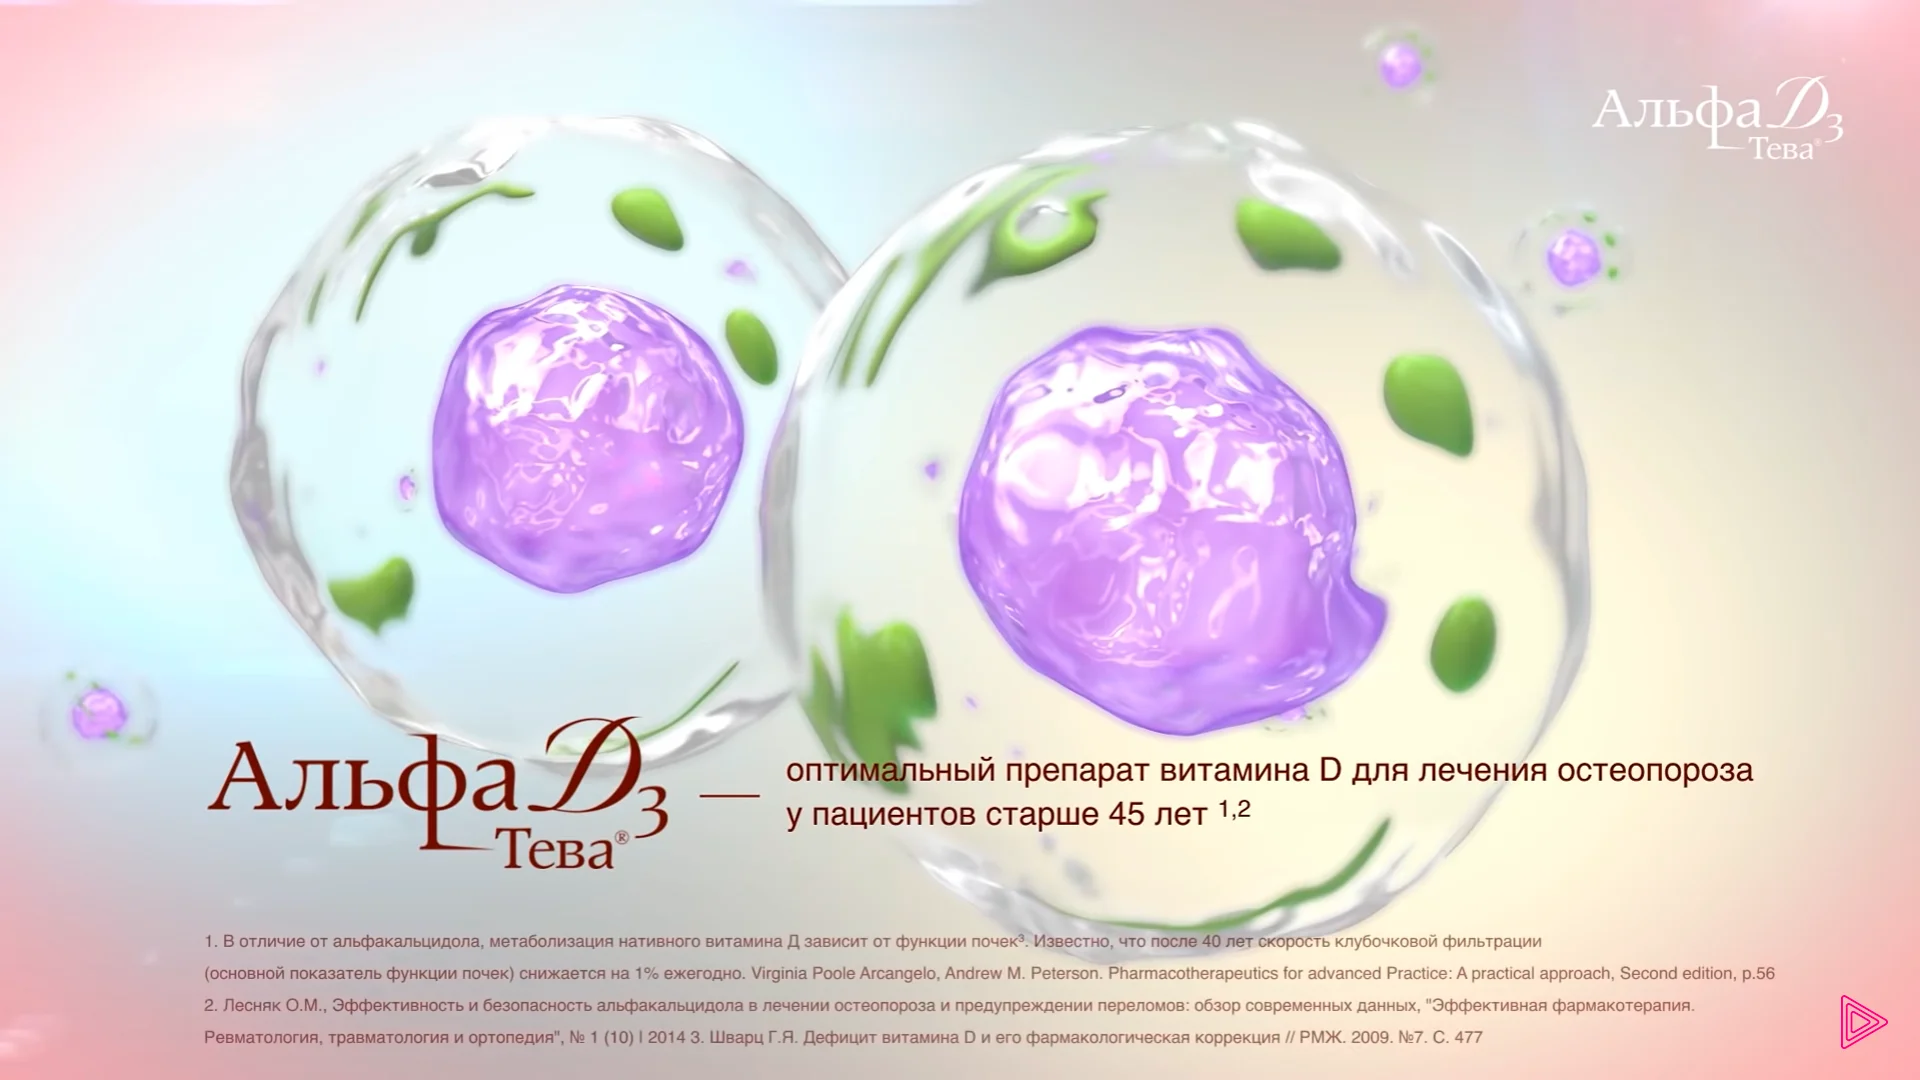 Альфа D3
Тева®
Альфа D3
Тева®
— оптимальный препарат витамина D для лечения остеопороза
у пациентов старше 45 лет 1,2
1. В отличие от альфакальцидола, метаболизация нативного витамина Д зависит от функции почек³. Известно, что после 40 лет скорость клубочковой фильтрации
(основной показатель функции почек) снижается на 1% ежегодно. Virginia Poole Arcangelo, Andrew M. Peterson. Pharmacotherapeutics for advanced Practice: A practical approach, Second edition, p.56
2. Лесняк О.М., Эффективность и безопасность альфакальцидола в лечении остеопороза и предупреждении переломов: обзор современных данных, "Эффективная фармакотерапия.
Ревматология, травматология и ортопедия", № 1 (10) | 2014 3. Шварц Г.Я. Дефицит витамина D и его фармакологическая коррекция // РМЖ. 2009. №7. С. 477